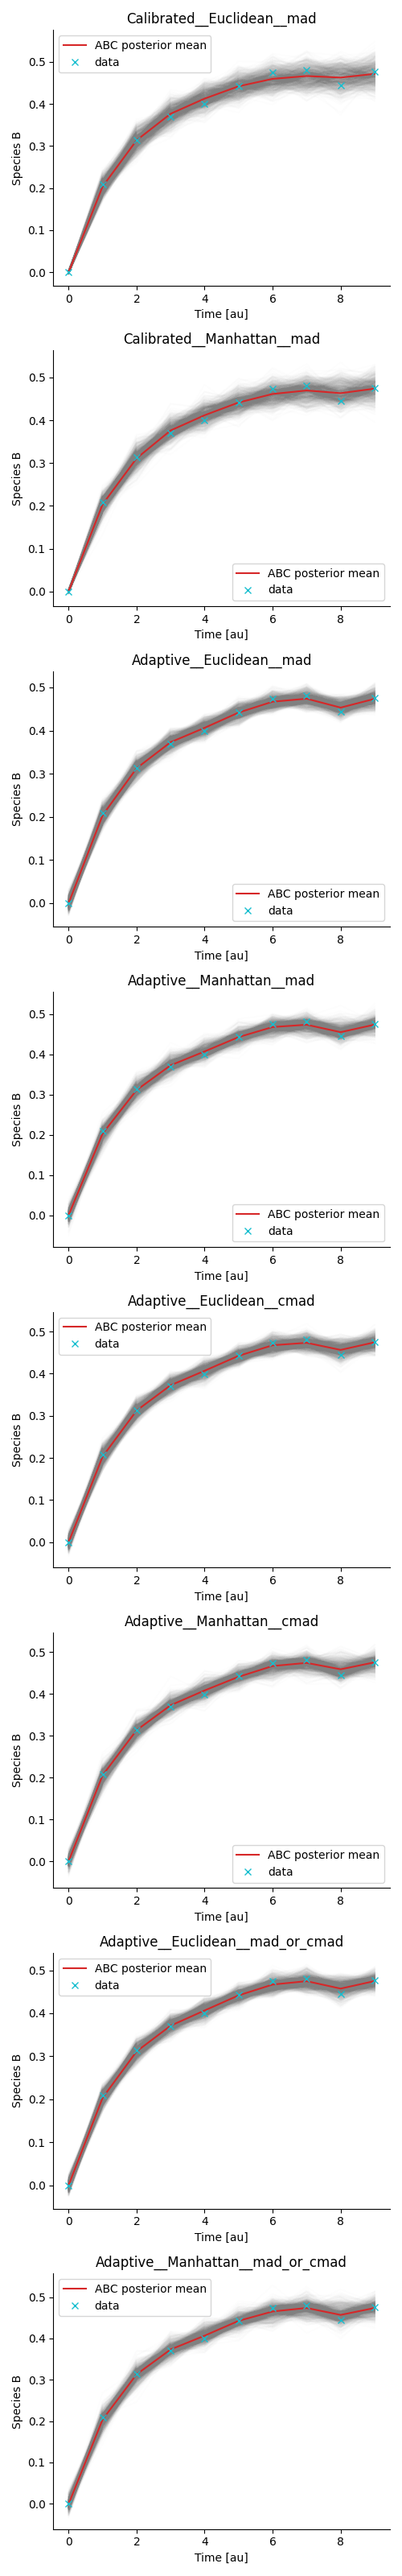 Calibrated__Euclidean__mad
ABC posterior mean
data
0.5
0.4
0.3
0.2
0.1
0.0
Species B
0 2 4 6 8
Time [au]
Calibrated__Manhattan__mad
0.5
0.4
0.3
0.2
0.1
0.0
Species B
ABC posterior mean
data
0 2 4 6 8
Time [au]
Adaptive__Euclidean__mad
0.5
0.4
0.3
0.2
0.1
0.0
Species B
ABC posterior mean
data
0 2 4 6 8
Time [au]
Adaptive__Manhattan__mad
0.5
0.4
0.3
0.2
0.1
0.0
Species B
ABC posterior mean
data
0 2 4 6 8
Time [au]
Adaptive__Euclidean__cmad
ABC posterior mean
data
0.5
0.4
0.3
0.2
0.1
0.0
Species B
0 2 4 6 8
Time [au]
Adaptive__Manhattan__cmad
0.5
0.4
0.3
0.2
0.1
0.0
Species B
ABC posterior mean
data
0 2 4 6 8
Time [au]
Adaptive__Euclidean__mad_or_cmad
ABC posterior mean
data
0.5
0.4
0.3
0.2
0.1
0.0
Species B
0 2 4 6 8
Time [au]
Adaptive__Manhattan__mad_or_cmad
ABC posterior mean
data
0.5
0.4
0.3
0.2
0.1
0.0
Species B
0 2 4 6 8
Time [au]